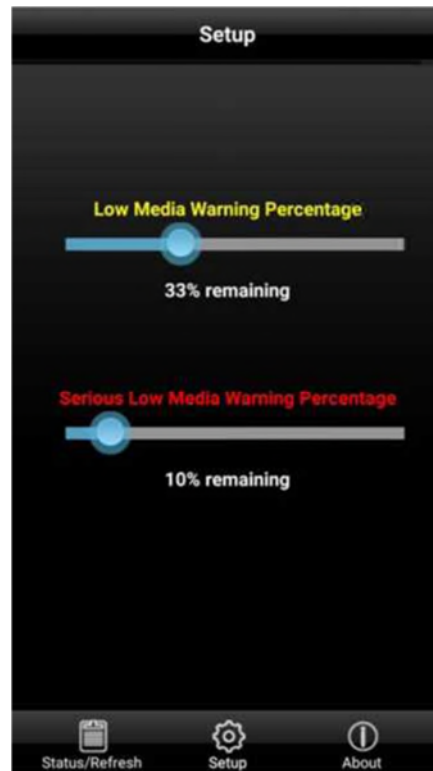 Setup
Low Media Warning Percentage
33% remaining
Serious Low Media Warning Percentage
10% remaining
Status/Refresh
Setup
About